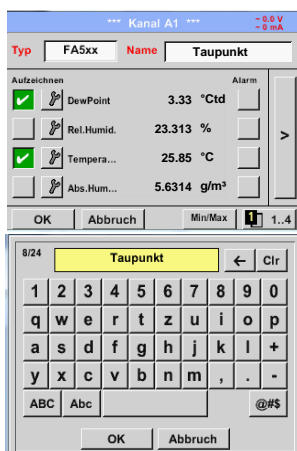 *** Kanal A1 ***
~ 0.0 V
~ 0 mA
Typ FA5xx Name Taupunkt
Aufzeichnen Alarm
DewPoint 3.33 °Ctd
Rel.Humid. 23.313 %
Tempera... 25.85 °C
Abs.Hum... 5.6314 g/m³
>
OK Abbruch Min/Max 1 1..4
8/24 Taupunkt ← Clr
1 2 3 4 5 6 7 8 9 0
q w e r t z u i o p
a s d f g h j k l +
y x c v b n m , . -
ABC Abc @#$
OK Abbruch